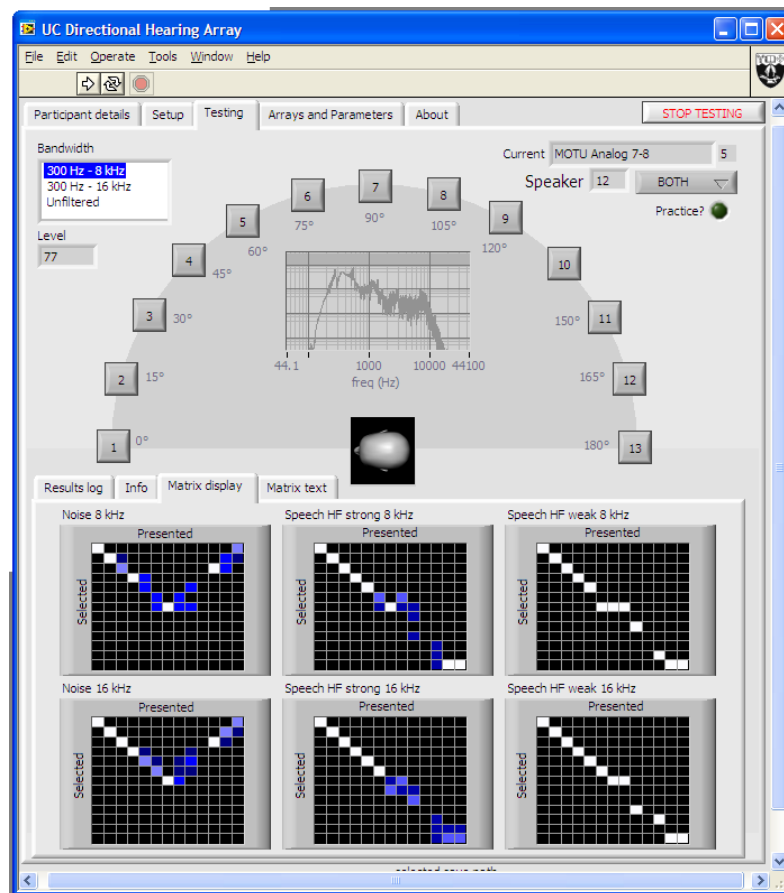 UC Directional Hearing Array
File Edit Operate Tools Window Help
Participant details Setup Testing Arrays and Parameters About STOP TESTING
Bandwidth
300 Hz - 8 kHz
300 Hz - 16 kHz
Unfiltered
Level
77
Current MOTU Analog 7-8 5
Speaker 12 BOTH
Practice?
1 0°
2 15°
3 30°
4 45°
5 60°
6 75°
7 90°
8 105°
9 120°
10
11 150°
12 165°
13 180°
44.1 1000 10000 44100
freq (Hz)
Results log Info Matrix display Matrix text
Noise 8 kHz Speech HF strong 8 kHz Speech HF weak 8 kHz
Presented Presented Presented
Selected Selected Selected
Noise 16 kHz Speech HF strong 16 kHz Speech HF weak 16 kHz
Presented Presented Presented
Selected Selected Selected